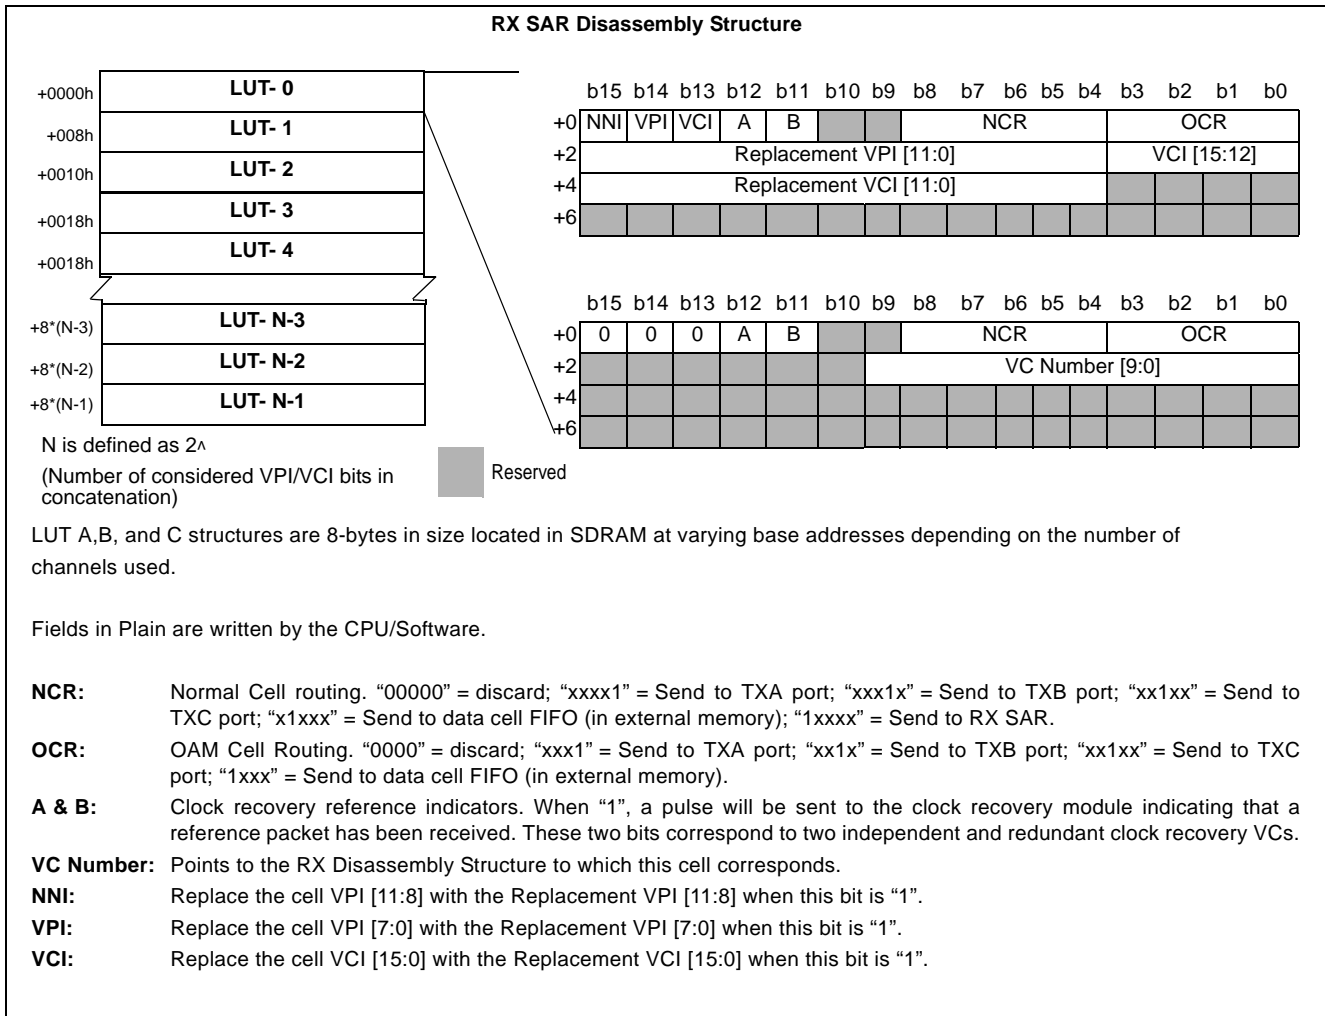 RX SAR Disassembly Structure
+0000h LUT- 0
+008h LUT- 1
+0010h LUT- 2
+0018h LUT- 3
+0018h LUT- 4
+8*(N-3) LUT- N-3
+8*(N-2) LUT- N-2
+8*(N-1) LUT- N-1
N is defined as 2^
(Number of considered VPI/VCI bits in
concatenation)
b15 b14 b13 b12 b11 b10 b9 b8 b7 b6 b5 b4 b3 b2 b1 b0
+0 NNI VPI VCI A B NCR OCR
+2 Replacement VPI [11:0] VCI [15:12]
+4 Replacement VCI [11:0]
+6
b15 b14 b13 b12 b11 b10 b9 b8 b7 b6 b5 b4 b3 b2 b1 b0
+0 0 0 0 A B NCR OCR
+2 VC Number [9:0]
+4
+6
Reserved
LUT A,B, and C structures are 8-bytes in size located in SDRAM at varying base addresses depending on the number of
channels used.
Fields in Plain are written by the CPU/Software.
NCR: Normal Cell routing. “00000” = discard; “xxxx1” = Send to TXA port; “xxx1x” = Send to TXB port; “xx1xx” = Send to
TXC port; “x1xxx” = Send to data cell FIFO (in external memory); “1xxxx” = Send to RX SAR.
OCR: OAM Cell Routing. “0000” = discard; “xxx1” = Send to TXA port; “xx1x” = Send to TXB port; “xx1xx” = Send to TXC
port; “1xxx” = Send to data cell FIFO (in external memory).
A & B: Clock recovery reference indicators. When “1”, a pulse will be sent to the clock recovery module indicating that a
reference packet has been received. These two bits correspond to two independent and redundant clock recovery VCs.
VC Number: Points to the RX Disassembly Structure to which this cell corresponds.
NNI: Replace the cell VPI [11:8] with the Replacement VPI [11:8] when this bit is “1”.
VPI: Replace the cell VPI [7:0] with the Replacement VPI [7:0] when this bit is “1”.
VCI: Replace the cell VCI [15:0] with the Replacement VCI [15:0] when this bit is “1”.